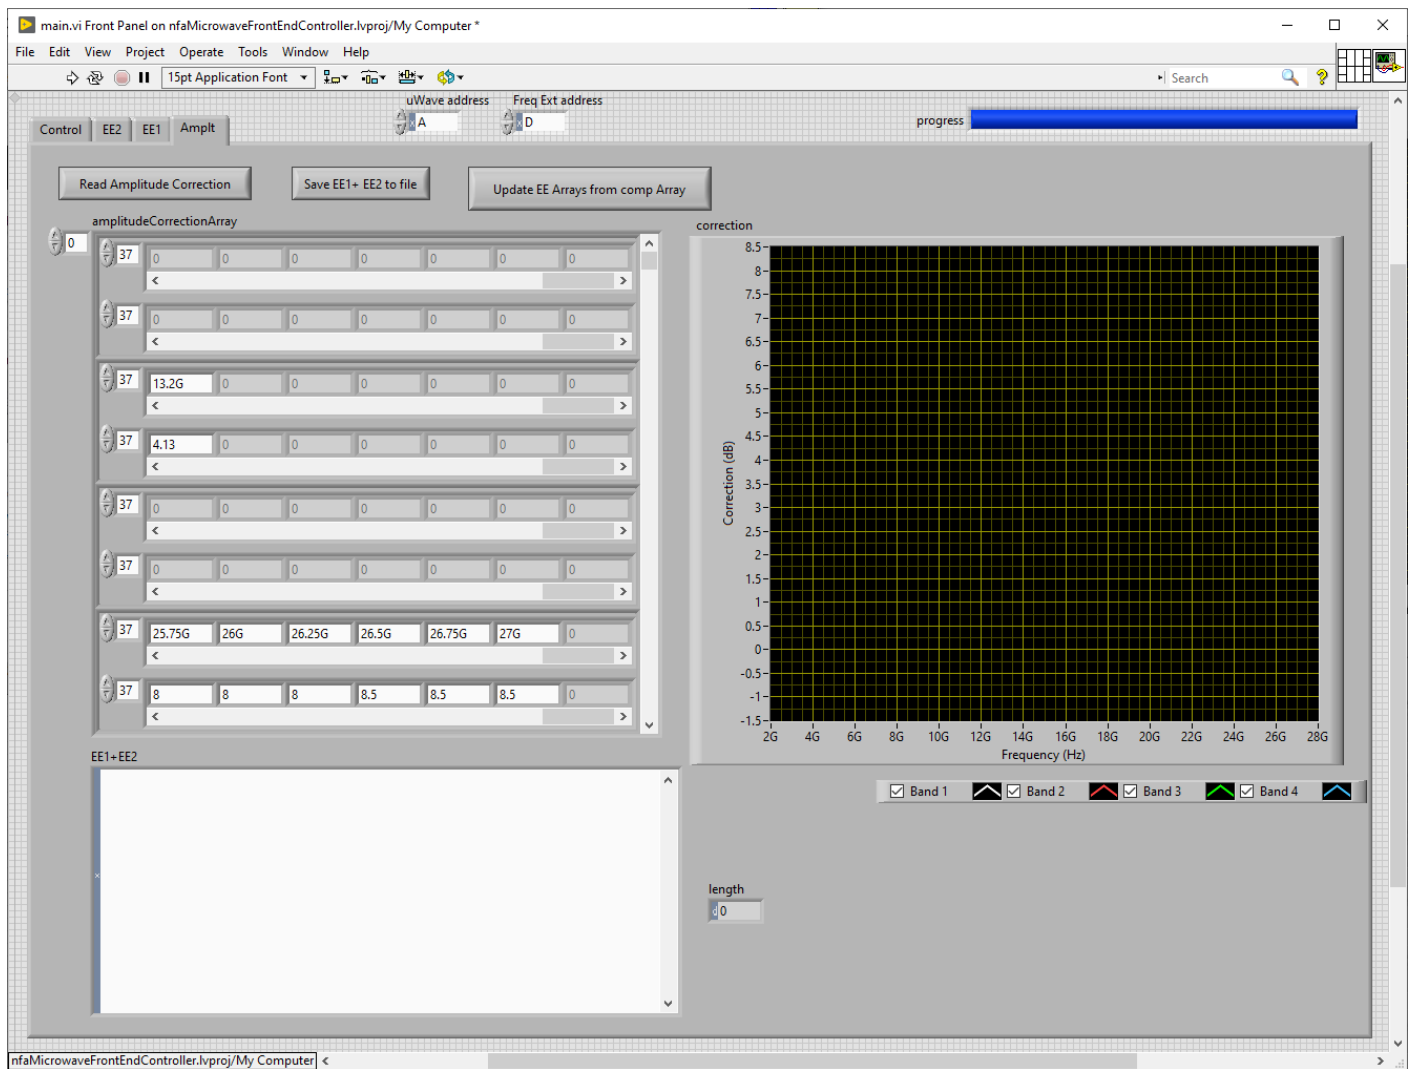 main.vi Front Panel on nfaMicrowaveFrontEndController.lvproj/My Computer *
File Edit View Project Operate Tools Window Help
15pt Application Font Search
uWave address Freq Ext address
x A x D
progress
Control EE2 EE1 Amplt
Read Amplitude Correction Save EE1+ EE2 to file Update EE Arrays from comp Array
amplitudeCorrectionArray
0
37 0 0 0 0 0 0 0
37 0 0 0 0 0 0 0
37 13.2G 0 0 0 0 0 0
37 4.13 0 0 0 0 0 0
37 0 0 0 0 0 0 0
37 0 0 0 0 0 0 0
37 25.75G 26G 26.25G 26.5G 26.75G 27G 0
37 8 8 8 8.5 8.5 8.5 0
EE1+EE2
x
correction
8.5
8
7.5
7
6.5
6
5.5
5
4.5
4
3.5
3
2.5
2
1.5
1
0.5
0
-0.5
-1
-1.5
Correction (dB)
2G 4G 6G 8G 10G 12G 14G 16G 18G 20G 22G 24G 26G 28G
Frequency (Hz)
Band 1 Band 2 Band 3 Band 4
length
d 0
nfaMicrowaveFrontEndController.lvproj/My Computer